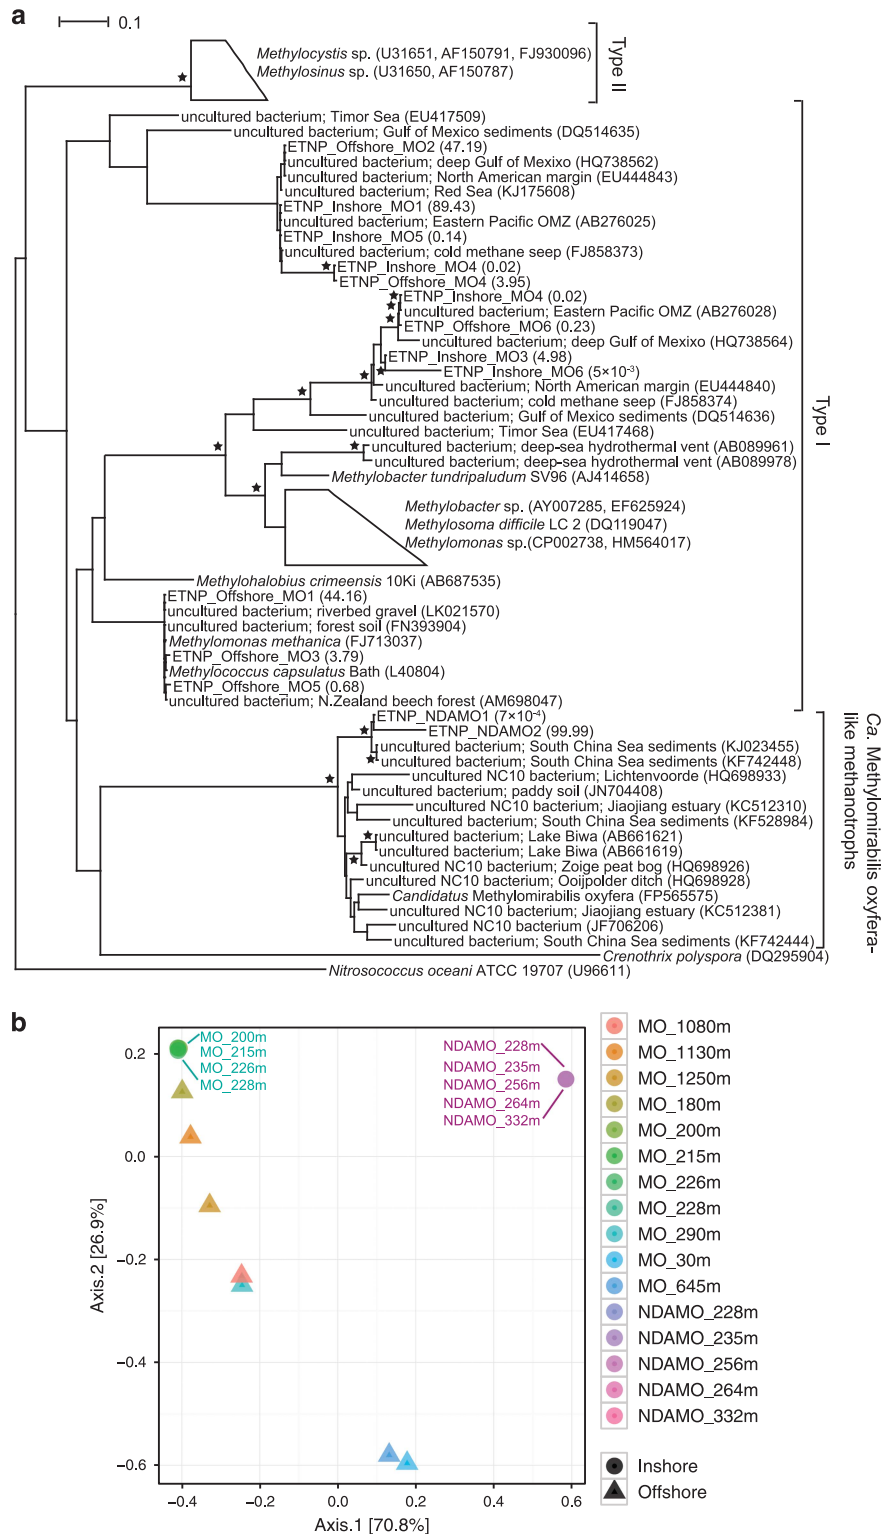 a
0.1
Methylocystis sp. (U31651, AF150791, FJ930096)
Methylosinus sp. (U31650, AF150787)
Type II
uncultured bacterium; Timor Sea (EU417509)
uncultured bacterium; Gulf of Mexico sediments (DQ514635)
ETNP_Offshore_MO2 (47.19)
uncultured bacterium; deep Gulf of Mexixo (HQ738562)
uncultured bacterium; North American margin (EU444843)
uncultured bacterium; Red Sea (KJ175608)
ETNP_Inshore_MO1 (89.43)
uncultured bacterium; Eastern Pacific OMZ (AB276025)
ETNP_Inshore_MO5 (0.14)
uncultured bacterium; cold methane seep (FJ858373)
ETNP_Inshore_MO4 (0.02)
ETNP_Offshore_MO4 (3.95)
ETNP_Inshore_MO4 (0.02)
uncultured bacterium; Eastern Pacific OMZ (AB276028)
ETNP_Offshore_MO6 (0.23)
uncultured bacterium; deep Gulf of Mexixo (HQ738564)
ETNP_Inshore_MO3 (4.98)
ETNP_Inshore_MO6 (5×10⁻³)
uncultured bacterium; North American margin (EU444840)
uncultured bacterium; cold methane seep (FJ858374)
uncultured bacterium; Gulf of Mexico sediments (DQ514636)
uncultured bacterium; Timor Sea (EU417468)
uncultured bacterium; deep-sea hydrothermal vent (AB089961)
uncultured bacterium; deep-sea hydrothermal vent (AB089978)
Methylobacter tundripaludum SV96 (AJ414658)
Methylobacter sp. (AY007285, EF625924)
Methylosoma difficile LC 2 (DQ119047)
Methylomonas sp.(CP002738, HM564017)
Methylohalobius crimeensis 10Ki (AB687535)
ETNP_Offshore_MO1 (44.16)
uncultured bacterium; riverbed gravel (LK021570)
uncultured bacterium; forest soil (FN393904)
Methylomonas methanica (FJ713037)
ETNP_Offshore_MO3 (3.79)
Methylococcus capsulatus Bath (L40804)
ETNP_Offshore_MO5 (0.68)
uncultured bacterium; N.Zealand beech forest (AM698047)
Type I
ETNP_NDAMO1 (7×10⁻⁴)
ETNP_NDAMO2 (99.99)
uncultured bacterium; South China Sea sediments (KJ023455)
uncultured bacterium; South China Sea sediments (KF742448)
uncultured NC10 bacterium; Lichtenvoorde (HQ698933)
uncultured bacterium; paddy soil (JN704408)
uncultured NC10 bacterium; Jiaojiang estuary (KC512310)
uncultured bacterium; South China Sea sediments (KF528984)
uncultured bacterium; Lake Biwa (AB661621)
uncultured bacterium; Lake Biwa (AB661619)
uncultured NC10 bacterium; Zoige peat bog (HQ698926)
uncultured NC10 bacterium; Ooijpolder ditch (HQ698928)
Candidatus Methylomirabilis oxyfera (FP565575)
uncultured NC10 bacterium; Jiaojiang estuary (KC512381)
uncultured NC10 bacterium (JF706206)
uncultured bacterium; South China Sea sediments (KF742444)
Ca. Methylomirabilis oxyfera-
like methanotrophs
Crenothrix polyspora (DQ295904)
Nitrosococcus oceani ATCC 19707 (U96611)
b
MO_200m
MO_215m
MO_226m
MO_228m
NDAMO_228m
NDAMO_235m
NDAMO_256m
NDAMO_264m
NDAMO_332m
0.2
0.0
−0.2
−0.4
−0.6
Axis.2 [26.9%]
−0.4 −0.2 0.0 0.2 0.4 0.6
Axis.1 [70.8%]
MO_1080m
MO_1130m
MO_1250m
MO_180m
MO_200m
MO_215m
MO_226m
MO_228m
MO_290m
MO_30m
MO_645m
NDAMO_228m
NDAMO_235m
NDAMO_256m
NDAMO_264m
NDAMO_332m
Inshore
Offshore